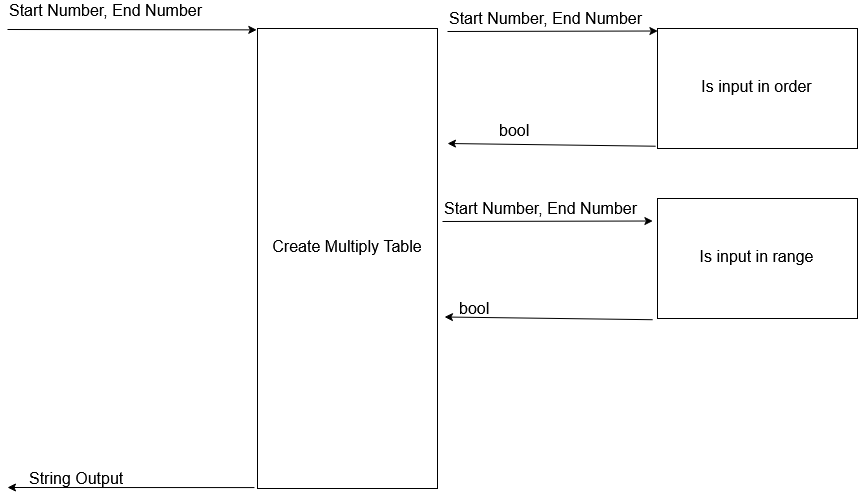 Start Number, End Number
Start Number, End Number
Is input in order
bool
Start Number, End Number
Create Multiply Table
Is input in range
bool
String Output